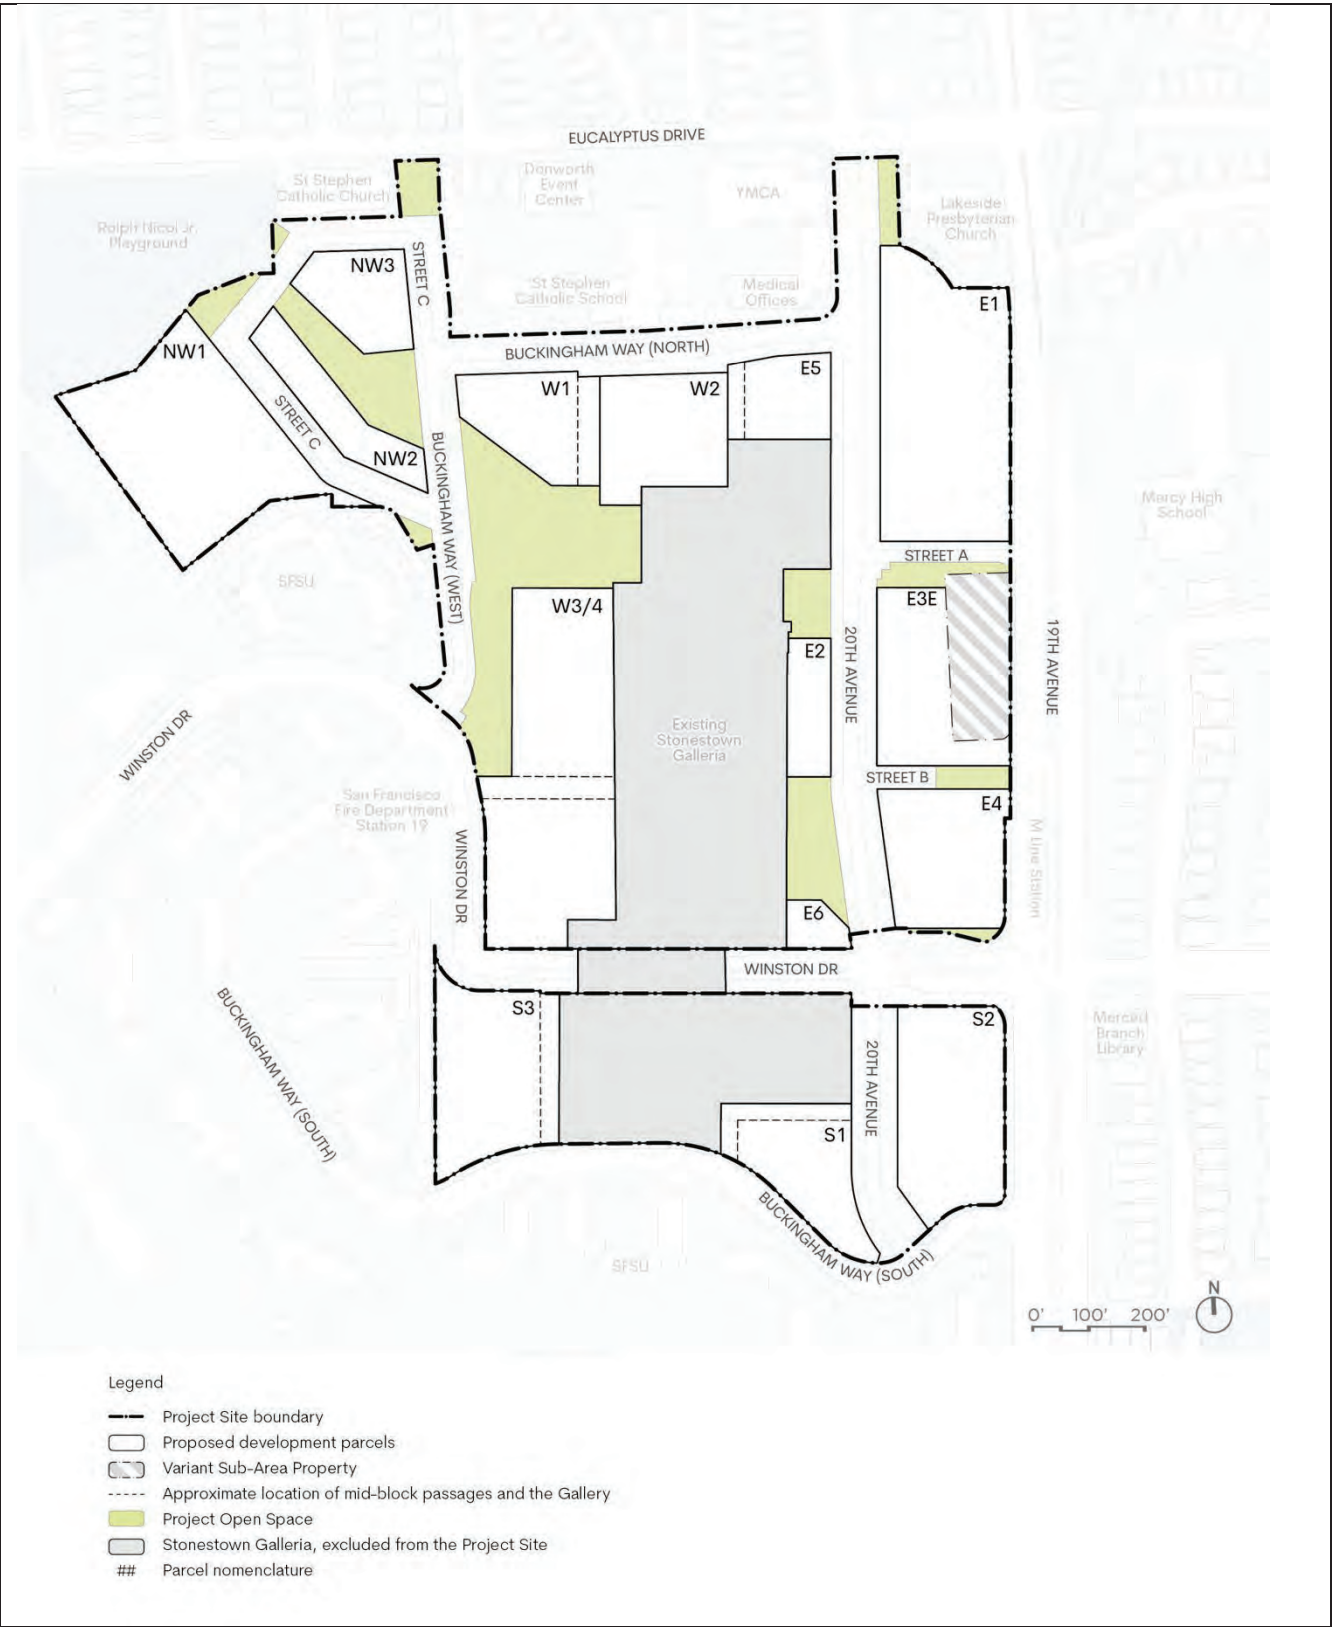 EUCALYPTUS DRIVE
St Stephen
Catholic Church
Donworth
Event
Center
YMCA
Lakeside
Presbyterian
Church
Rolph Nicol Jr.
Playground
NW3
STREET C
St Stephen
Catholic School
Medical
Offices
E1
NW1
BUCKINGHAM WAY (NORTH)
E5
W1
W2
STREET C
NW2
BUCKINGHAM WAY (WEST)
Mercy High
School
STREET A
SFSU
W3/4
E3E
E2
20TH AVENUE
19TH AVENUE
WINSTON DR
Existing
Stonestown
Galleria
STREET B
San Francisco
Fire Department
Station 19
E4
WINSTON DR
M Line Station
E6
WINSTON DR
BUCKINGHAM WAY (SOUTH)
S3
S2
Merced
Branch
Library
20TH AVENUE
S1
BUCKINGHAM WAY (SOUTH)
SFSU
N
0' 100' 200'
Legend
Project Site boundary
Proposed development parcels
Variant Sub-Area Property
Approximate location of mid-block passages and the Gallery
Project Open Space
Stonestown Galleria, excluded from the Project Site
## Parcel nomenclature